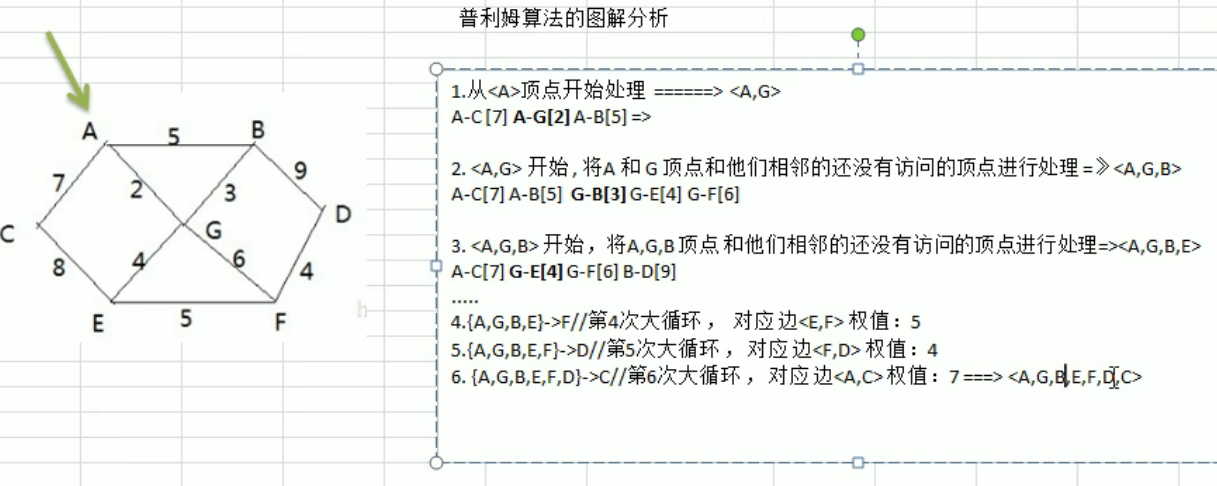 普利姆算法的图解分析
1.从<A>顶点开始处理 ======> <A,G>
A-C [7] A-G[2] A-B[5] =>
2. <A,G> 开始 , 将A 和 G 顶点和他们相邻的还没有访问的顶点进行处理 =》<A,G,B>
A-C[7] A-B[5] G-B[3] G-E[4] G-F[6]
3. <A,G,B> 开始，将A,G,B 顶点和他们相邻的还没有访问的顶点进行处理=><A,G,B,E>
A-C[7] G-E[4] G-F[6] B-D[9]
.....
4.{A,G,B,E}->F//第4次大循环 ， 对应边<E,F> 权值：5
5.{A,G,B,E,F}->D//第5次大循环 ， 对应边<F,D> 权值：4
6. {A,G,B,E,F,D}->C//第6次大循环 ， 对应边<A,C> 权值：7 ===> <A,G,B,E,F,D,C>
A
5
B
7
2
3
9
C
G
D
8
4
6
4
E
5
F
h